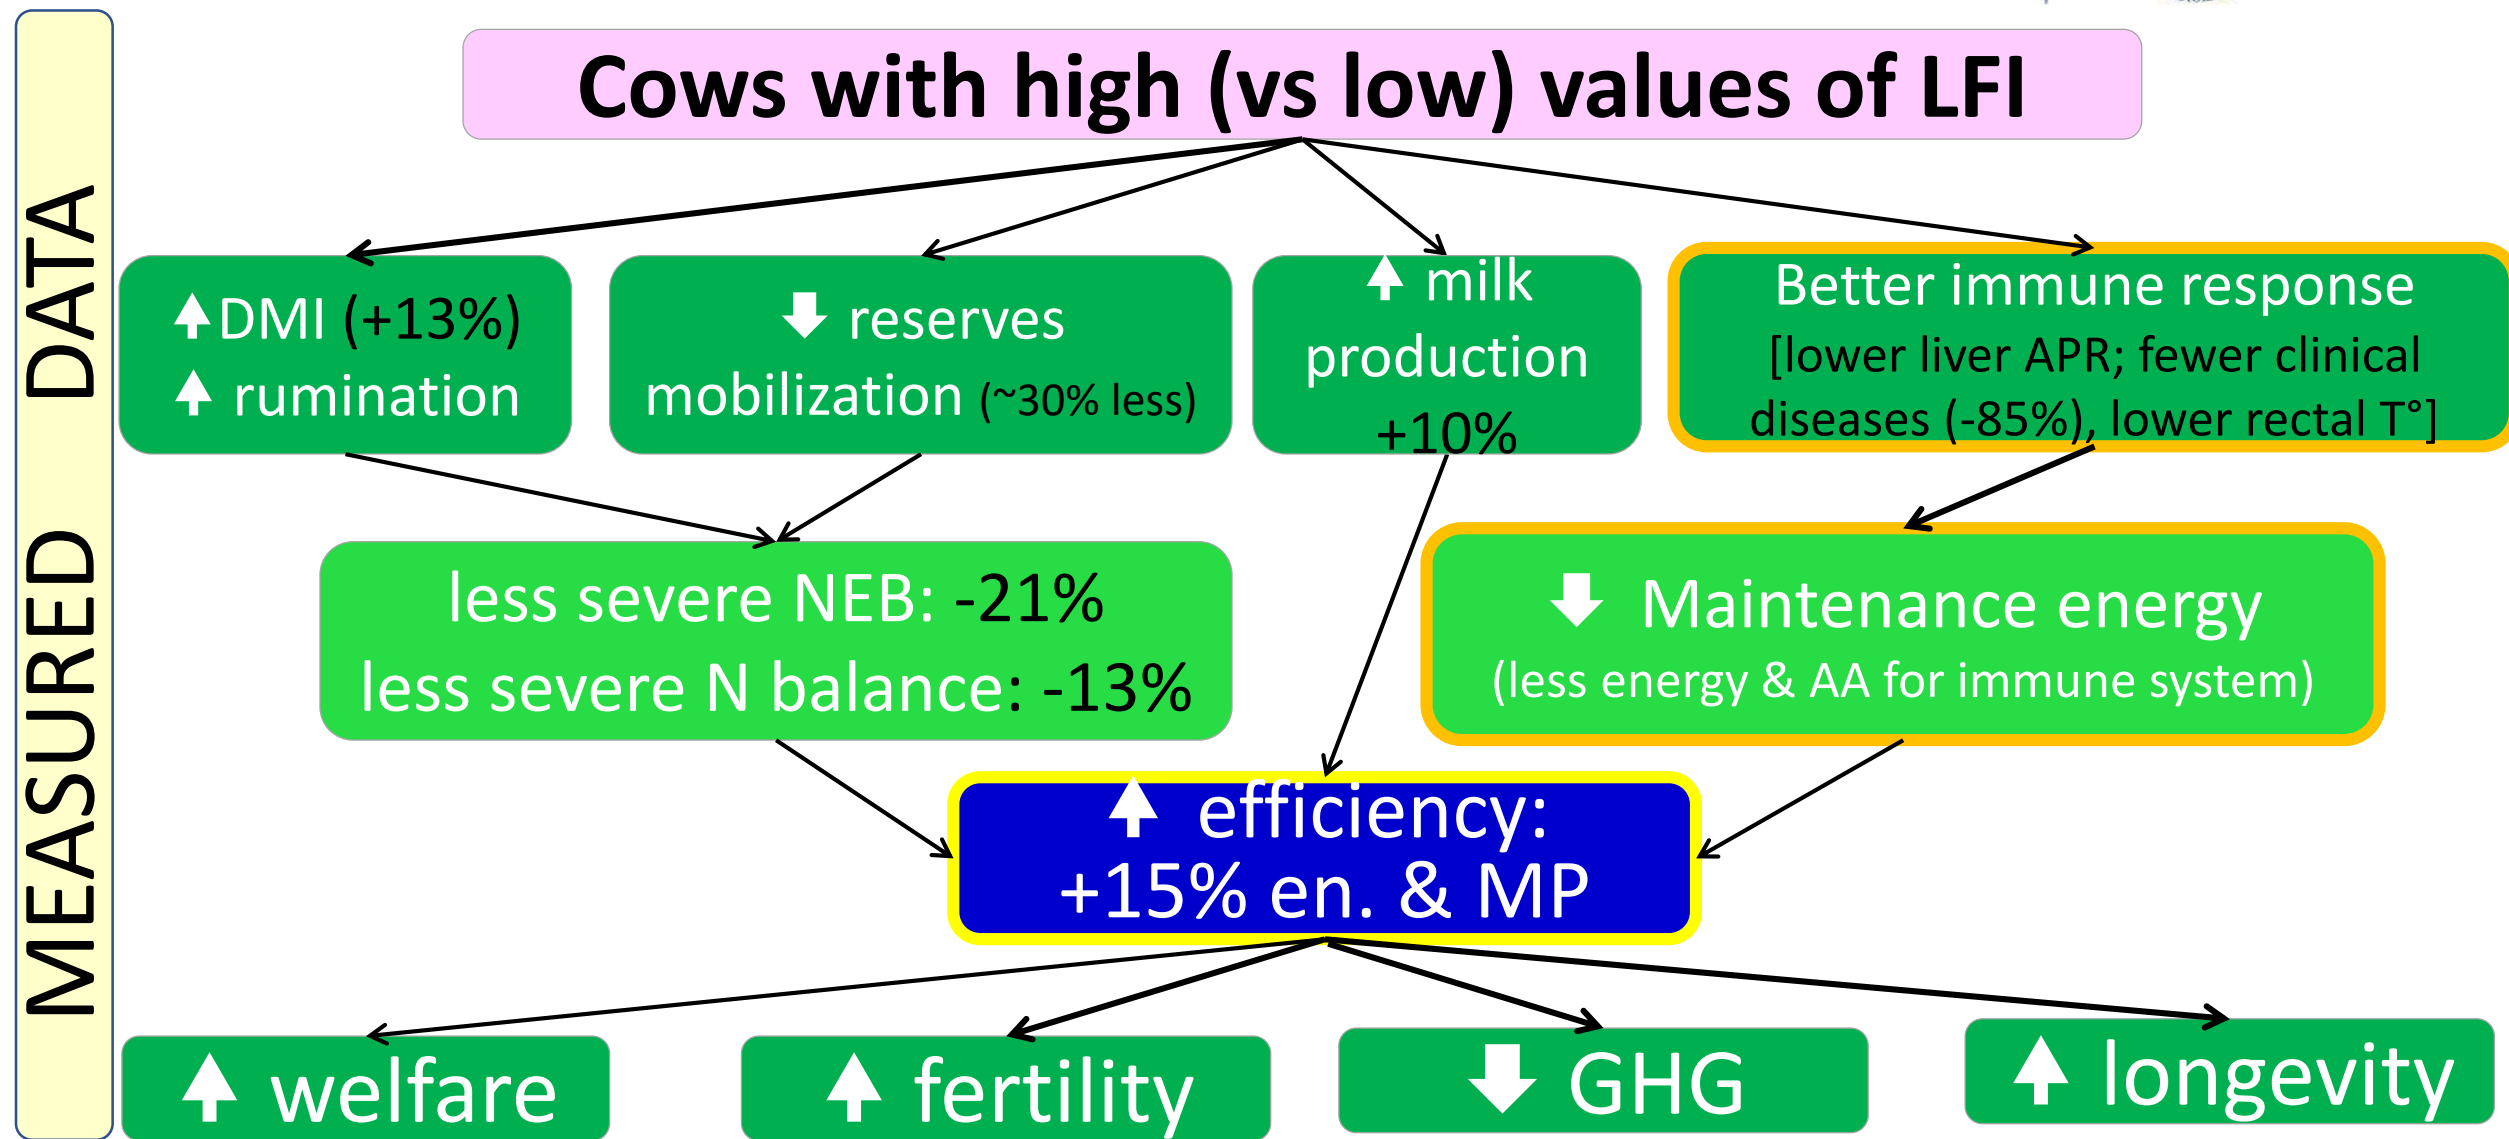 MEASURED DATA
Cows with high (vs low) values of LFI
DMI (+13%)
rumination
reserves
mobilization (~30% less)
milk
production
+10%
Better immune response
[lower liver APR; fewer clinical
diseases (-85%), lower rectal T°]
less severe NEB: -21%
less severe N balance: -13%
Maintenance energy
(less energy & AA for immune system)
efficiency:
+15% en. & MP
welfare
fertility
GHG
longevity